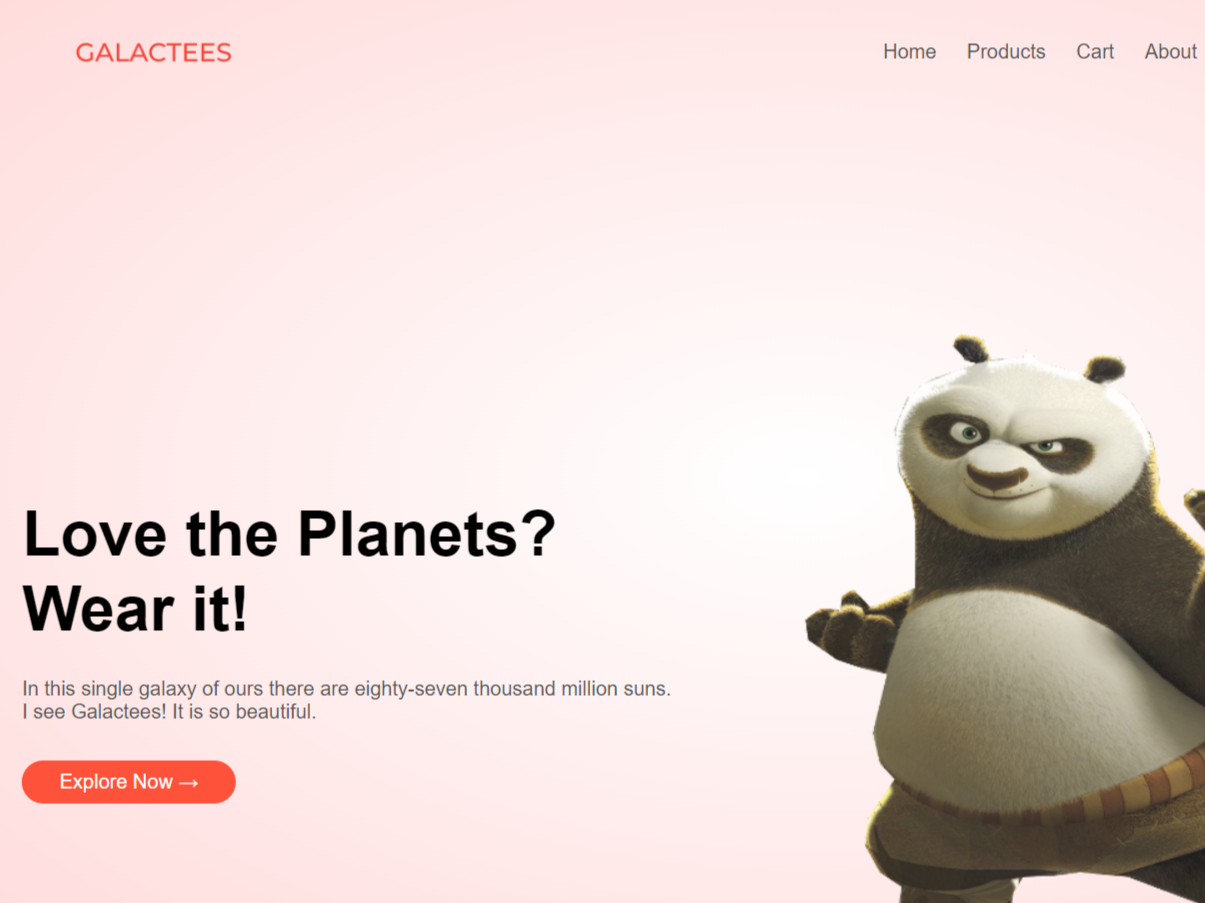 GALACTEES
Home Products Cart About
Love the Planets?
Wear it!
In this single galaxy of ours there are eighty-seven thousand million suns.
I see Galactees! It is so beautiful.
Explore Now →